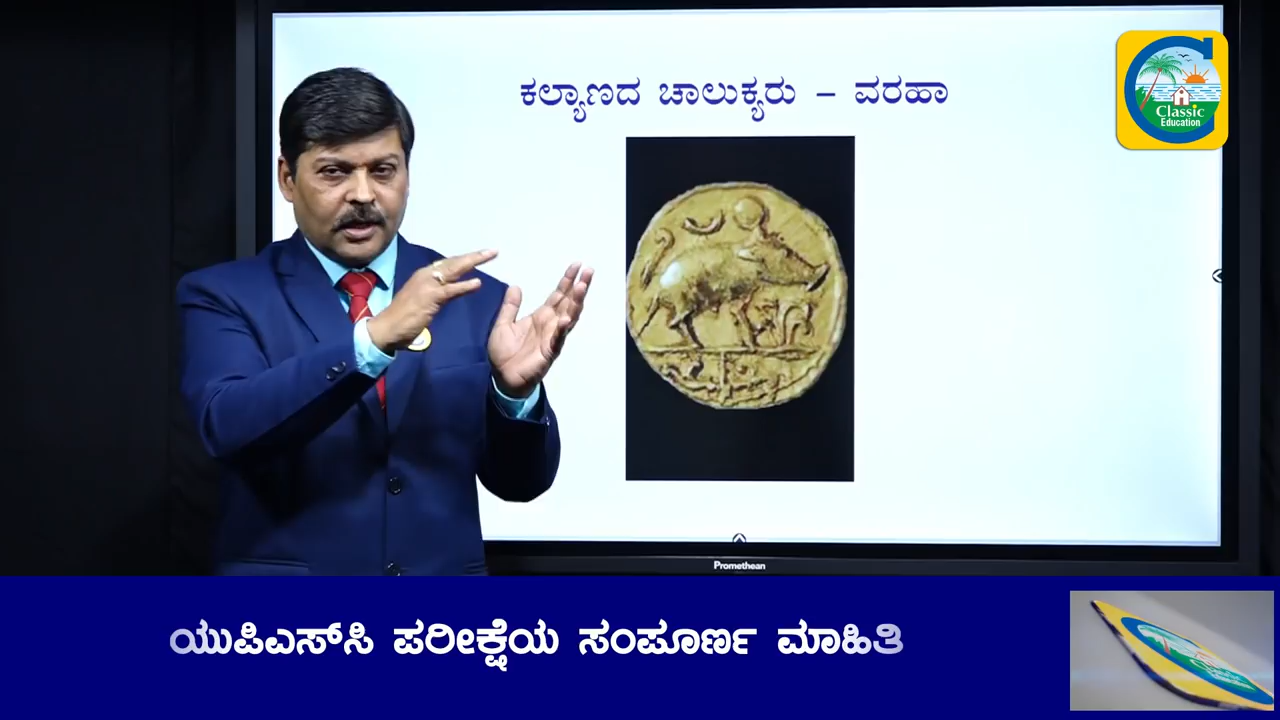 ಕಲ್ಯಾಣದ ಚಾಲುಕ್ಯರು – ವರಹಾ
Classic
Education
Promethean
ಯುಪಿಎಸ್‌ಸಿ ಪರೀಕ್ಷೆಯ ಸಂಪೂರ್ಣ ಮಾಹಿತಿ